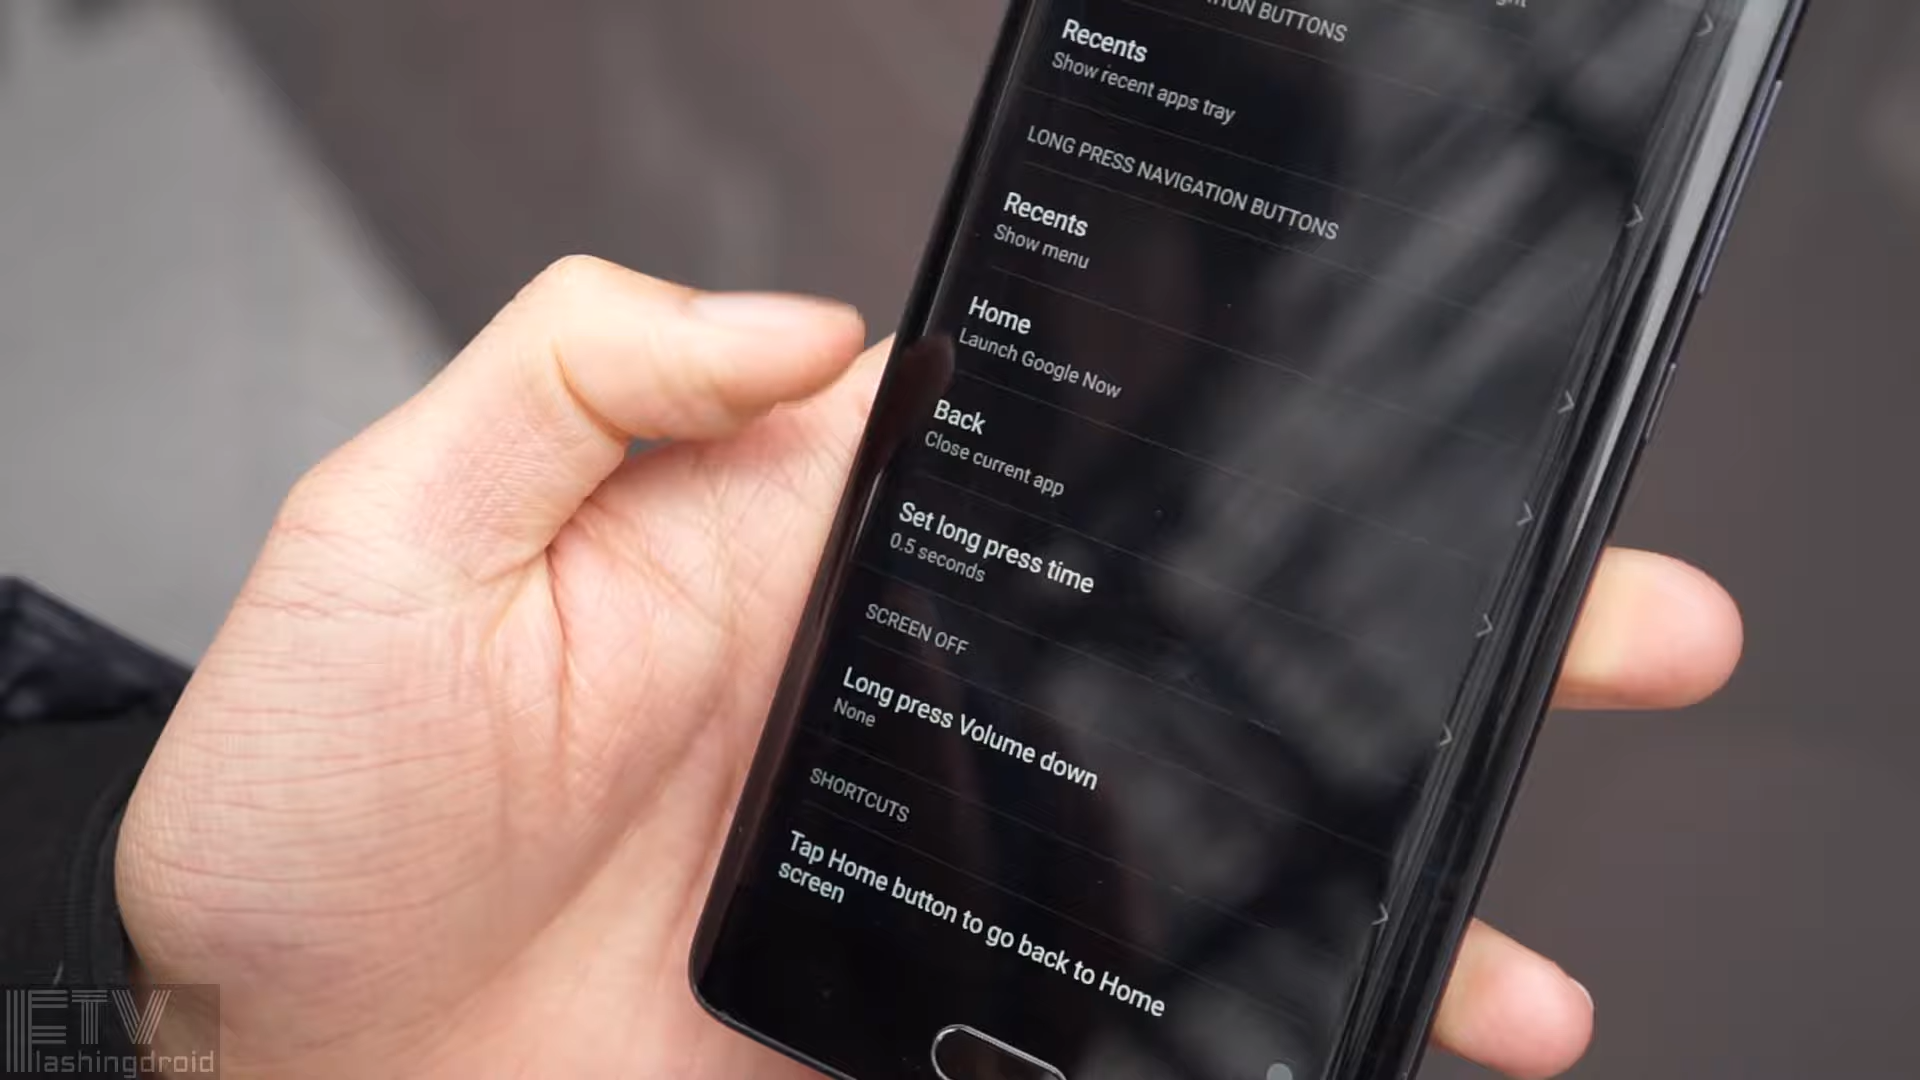 BUTTONS
Recents
Show recent apps tray
LONG PRESS NAVIGATION BUTTONS
Recents
Show menu
Home
Launch Google Now
Back
Close current app
Set long press time
0.5 seconds
SCREEN OFF
Long press Volume down
None
SHORTCUTS
Tap Home button to go back to Home
screen
ETV
lashingdroid